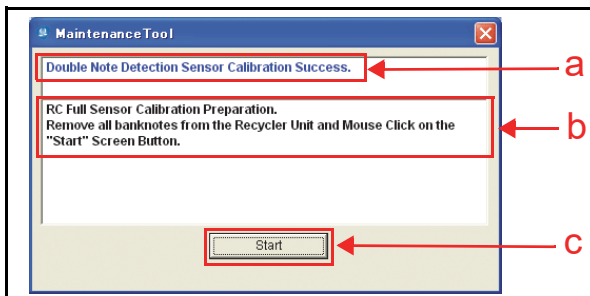 MaintenanceTool
Double Note Detection Sensor Calibration Success.
a
RC Full Sensor Calibration Preparation.
Remove all banknotes from the Recycler Unit and Mouse Click on the
"Start" Screen Button.
b
Start
c